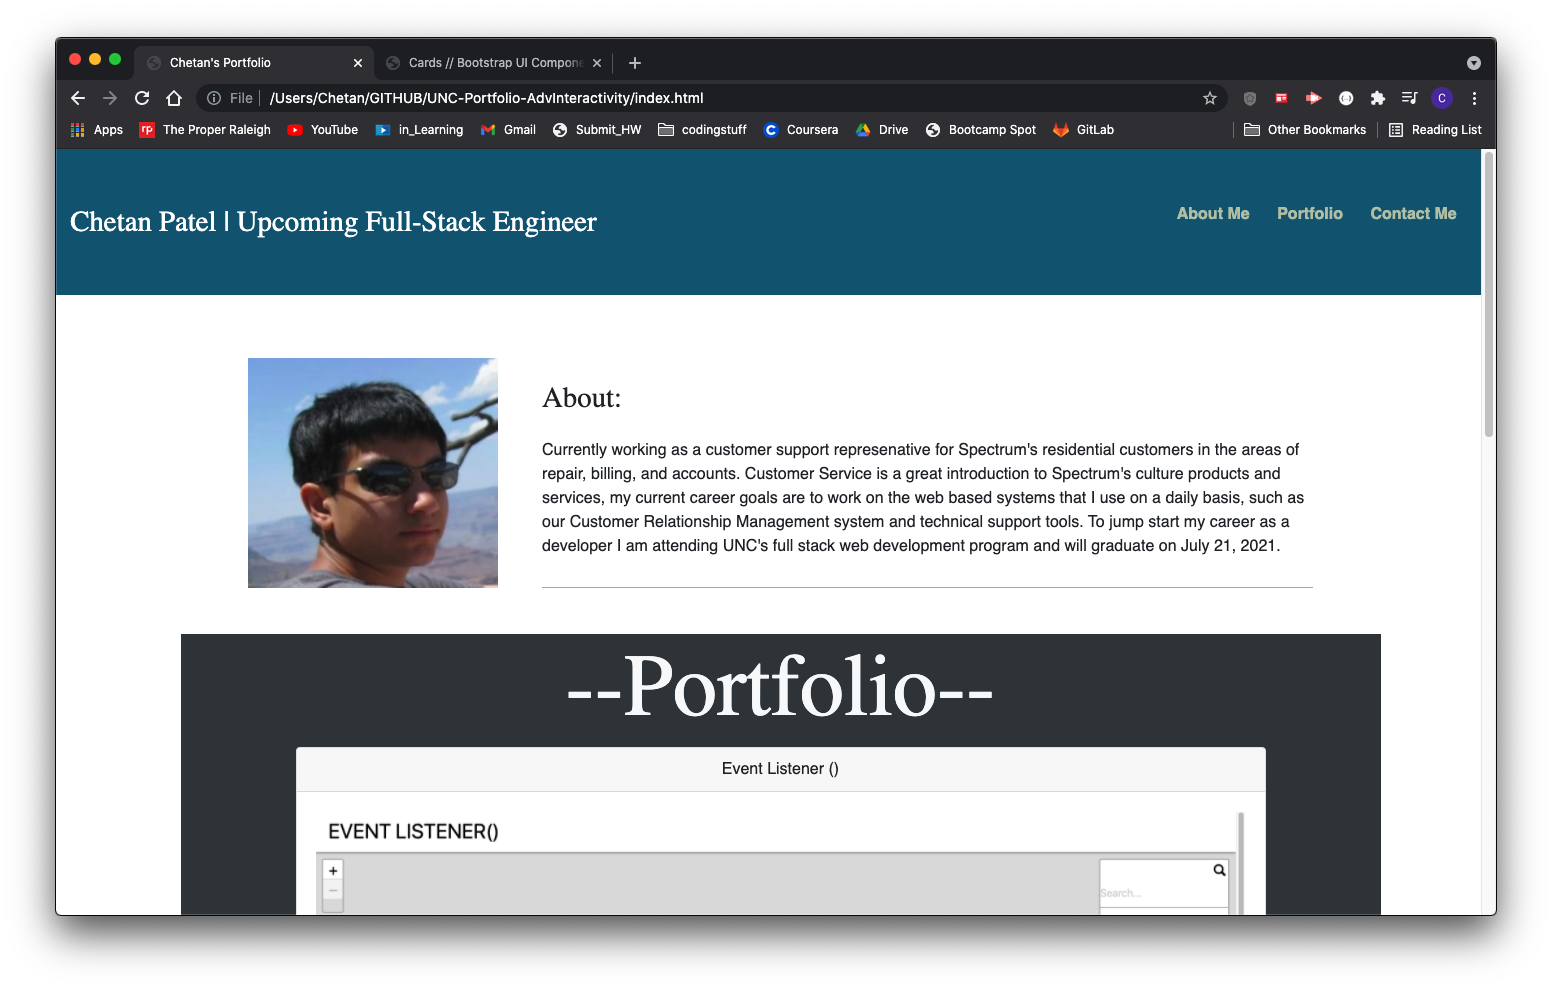 Chetan's Portfolio
Cards // Bootstrap UI Compone
File /Users/Chetan/GITHUB/UNC-Portfolio-AdvInteractivity/index.html
C
Apps rp The Proper Raleigh YouTube in_Learning Gmail Submit_HW codingstuff C Coursera Drive Bootcamp Spot GitLab Other Bookmarks Reading List
Chetan Patel | Upcoming Full-Stack Engineer
About Me Portfolio Contact Me
About:
Currently working as a customer support represenative for Spectrum's residential customers in the areas of
repair, billing, and accounts. Customer Service is a great introduction to Spectrum's culture products and
services, my current career goals are to work on the web based systems that I use on a daily basis, such as
our Customer Relationship Management system and technical support tools. To jump start my career as a
developer I am attending UNC's full stack web development program and will graduate on July 21, 2021.
--Portfolio--
Event Listener ()
EVENT LISTENER()
+
−
Search...